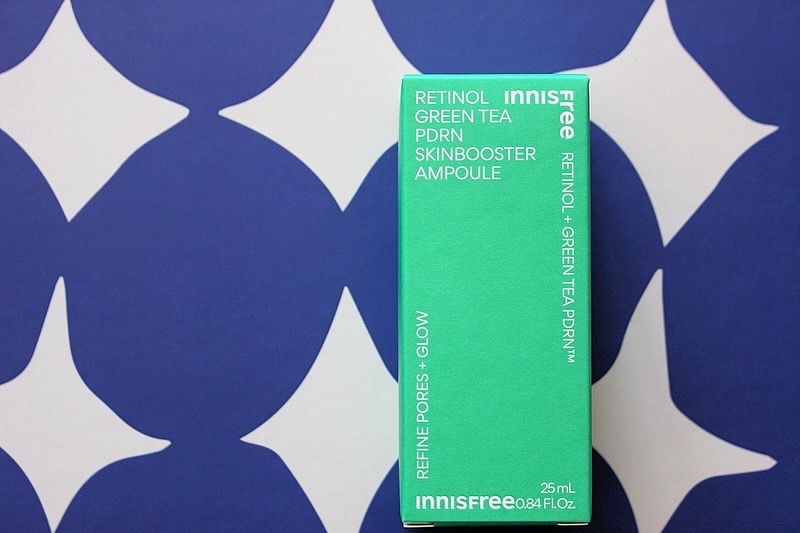 RETINOL
GREEN TEA
PDRN
SKINBOOSTER
AMPOULE
innisfree
RETINOL + GREEN TEA PDRN™
REFINE PORES + GLOW
25 mL
innisfree 0.84 Fl.Oz.